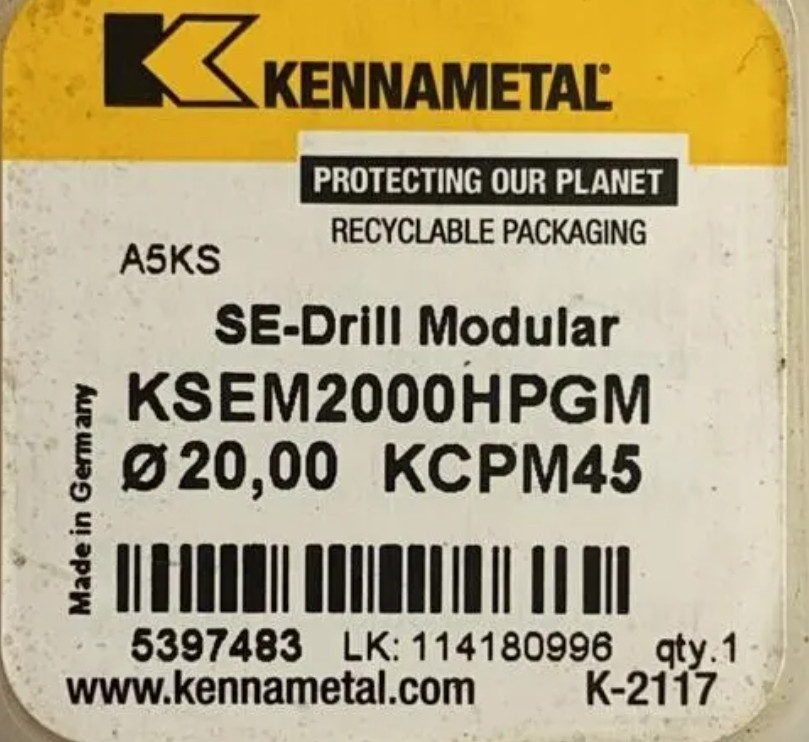 KENNAMETAL®
PROTECTING OUR PLANET
RECYCLABLE PACKAGING
A5KS
SE-Drill Modular
KSEM2000HPGM
Ø 20,00 KCPM45
Made in Germany
5397483 LK: 114180996 qty.1
www.kennametal.com K-2117